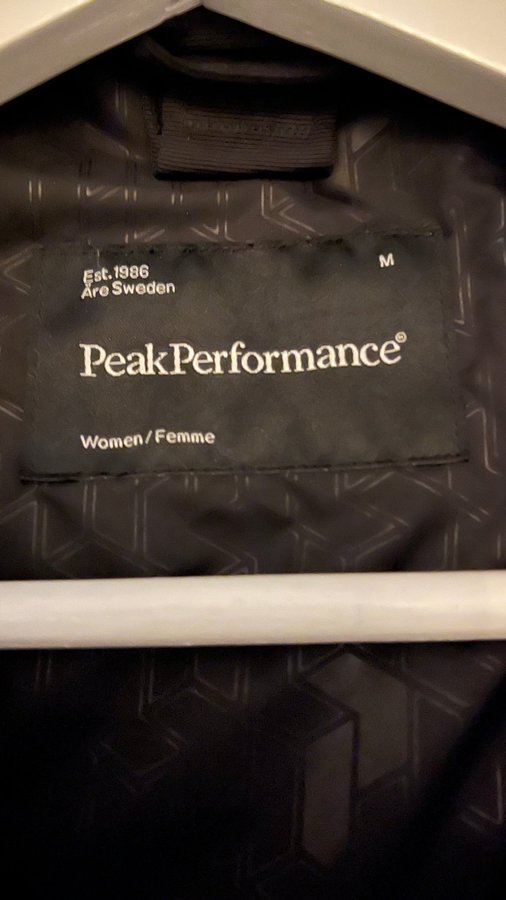 Est.1986
Åre Sweden
M
PeakPerformance®
Women/Femme